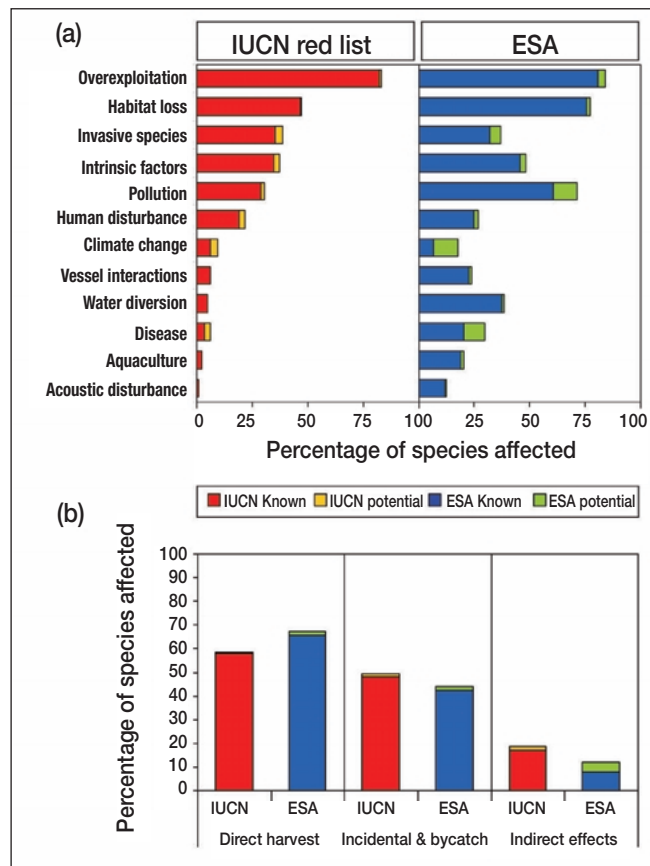 (a)
IUCN red list
ESA
Overexploitation
Habitat loss
Invasive species
Intrinsic factors
Pollution
Human disturbance
Climate change
Vessel interactions
Water diversion
Disease
Aquaculture
Acoustic disturbance
0 25 50 75 100 25 50 75 100
Percentage of species affected
(b)
IUCN Known IUCN potential ESA Known ESA potential
Percentage of species affected
100
90
80
70
60
50
40
30
20
10
0
IUCN ESA IUCN ESA IUCN ESA
Direct harvest Incidental & bycatch Indirect effects